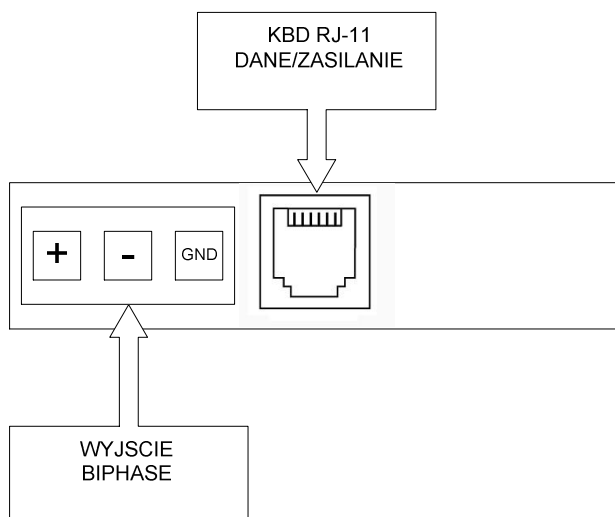 KBD RJ-11
DANE/ZASILANIE
+ - GND
WYJSCIE
BIPHASE